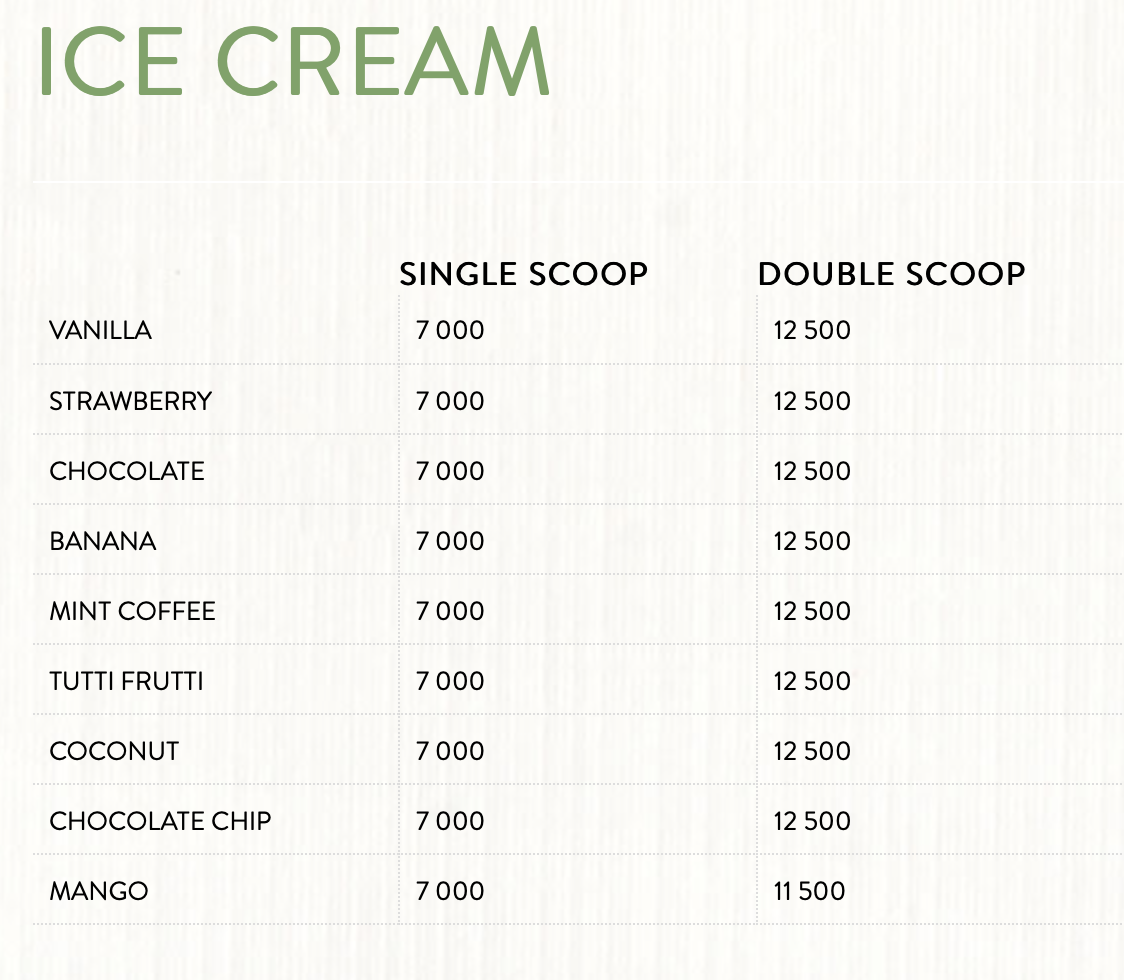 ICE CREAM
SINGLE SCOOP DOUBLE SCOOP
VANILLA 7 000 12 500
STRAWBERRY 7 000 12 500
CHOCOLATE 7 000 12 500
BANANA 7 000 12 500
MINT COFFEE 7 000 12 500
TUTTI FRUTTI 7 000 12 500
COCONUT 7 000 12 500
CHOCOLATE CHIP 7 000 12 500
MANGO 7 000 11 500